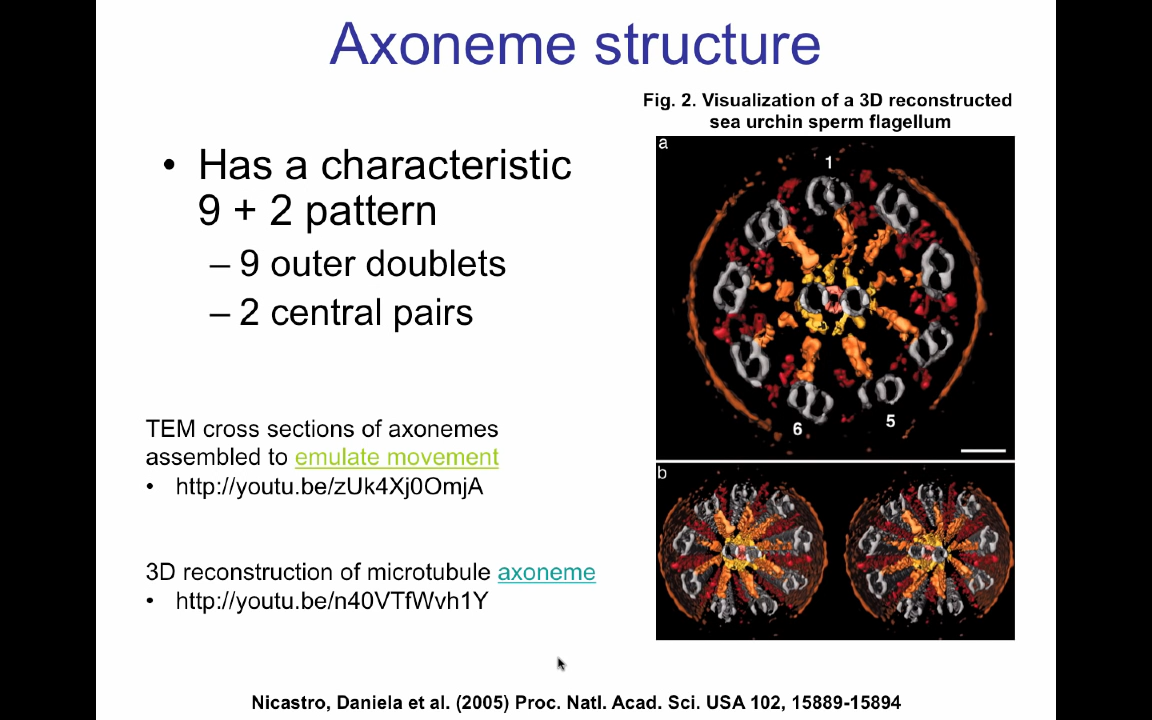 Axoneme structure
Fig. 2. Visualization of a 3D reconstructed
sea urchin sperm flagellum
• Has a characteristic
9 + 2 pattern
– 9 outer doublets
– 2 central pairs
TEM cross sections of axonemes
assembled to emulate movement
• http://youtu.be/zUk4Xj0OmjA
3D reconstruction of microtubule axoneme
• http://youtu.be/n40VTfWvh1Y
a
1
6
5
b
Nicastro, Daniela et al. (2005) Proc. Natl. Acad. Sci. USA 102, 15889-15894